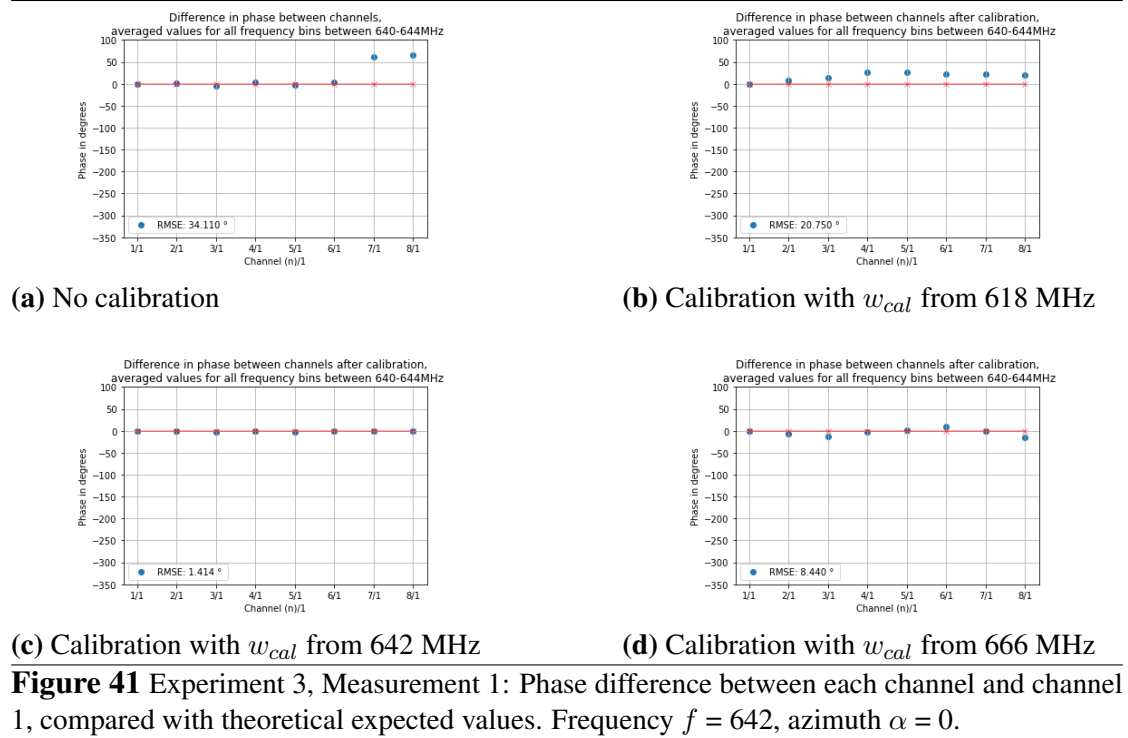 Difference in phase between channels,
averaged values for all frequency bins between 640-644MHz
100
50
0
−50
−100
−150
−200
−250
−300
−350
Phase in degrees
RMSE: 34.110 °
1/1 2/1 3/1 4/1 5/1 6/1 7/1 8/1
Channel (n)/1
(a) No calibration
Difference in phase between channels after calibration,
averaged values for all frequency bins between 640-644MHz
100
50
0
−50
−100
−150
−200
−250
−300
−350
Phase in degrees
RMSE: 20.750 °
1/1 2/1 3/1 4/1 5/1 6/1 7/1 8/1
Channel (n)/1
(b) Calibration with w_cal from 618 MHz
Difference in phase between channels after calibration,
averaged values for all frequency bins between 640-644MHz
100
50
0
−50
−100
−150
−200
−250
−300
−350
Phase in degrees
RMSE: 1.414 °
1/1 2/1 3/1 4/1 5/1 6/1 7/1 8/1
Channel (n)/1
(c) Calibration with w_cal from 642 MHz
Difference in phase between channels after calibration,
averaged values for all frequency bins between 640-644MHz
100
50
0
−50
−100
−150
−200
−250
−300
−350
Phase in degrees
RMSE: 8.440 °
1/1 2/1 3/1 4/1 5/1 6/1 7/1 8/1
Channel (n)/1
(d) Calibration with w_cal from 666 MHz
Figure 41 Experiment 3, Measurement 1: Phase difference between each channel and channel
1, compared with theoretical expected values. Frequency f = 642, azimuth α = 0.